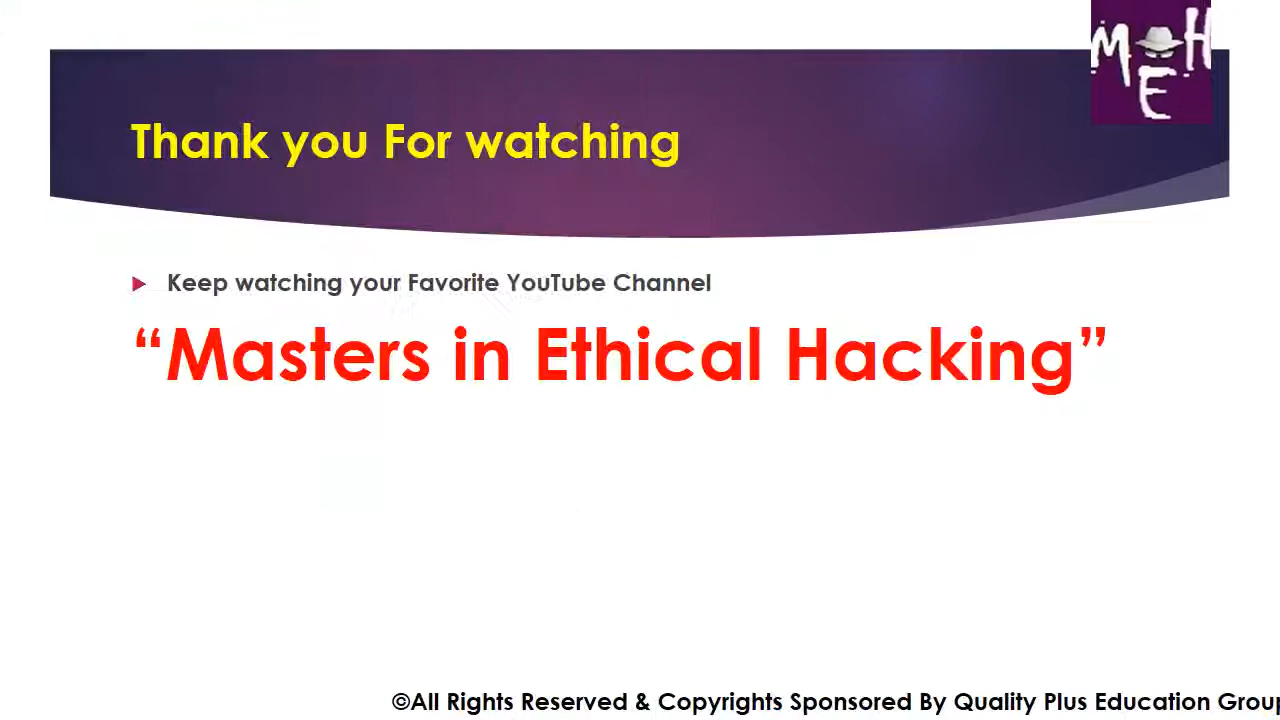 M H
E
Thank you For watching
Keep watching your Favorite YouTube Channel
“Masters in Ethical Hacking”
©All Rights Reserved & Copyrights Sponsored By Quality Plus Education Group